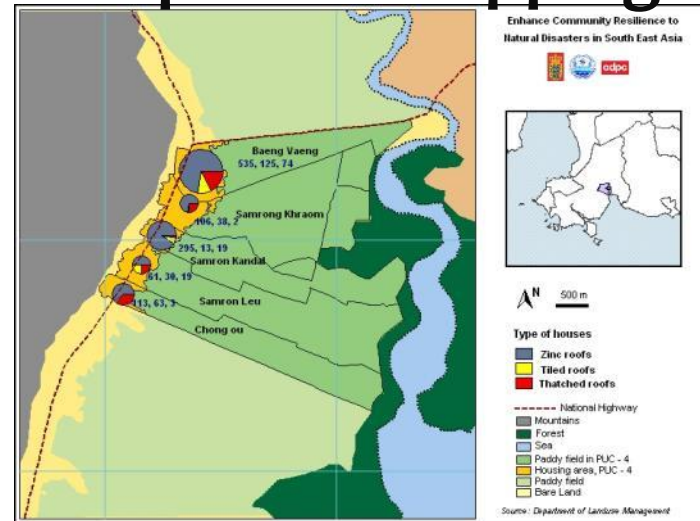 Enhance Community Resilience to
Natural Disasters in South East Asia
adpc
Baeng Vaeng
535, 125, 74
Samrong Khraom
106, 38, 2
295, 13, 19
Samron Kandal
61, 30, 19
Samron Leu
113, 63, 3
Chong ou
N
500 m
Type of houses
Zinc roofs
Tiled roofs
Thatched roofs
National Highway
Mountains
Forest
Sea
Paddy field in PUC - 4
Housing area, PUC - 4
Paddy field
Bare Land
Source: Department of Landuse Management